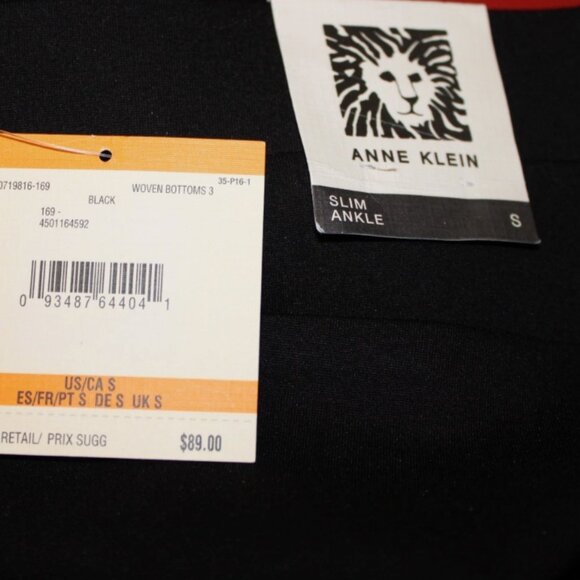 ANNE KLEIN
SLIM
ANKLE S
0719816-169 WOVEN BOTTOMS 3 35-P16-1
BLACK
169 -
4501164592
0 93487 64404 1
US/CA S
ES/FR/PT S DE S UK S
RETAIL/ PRIX SUGG $89.00